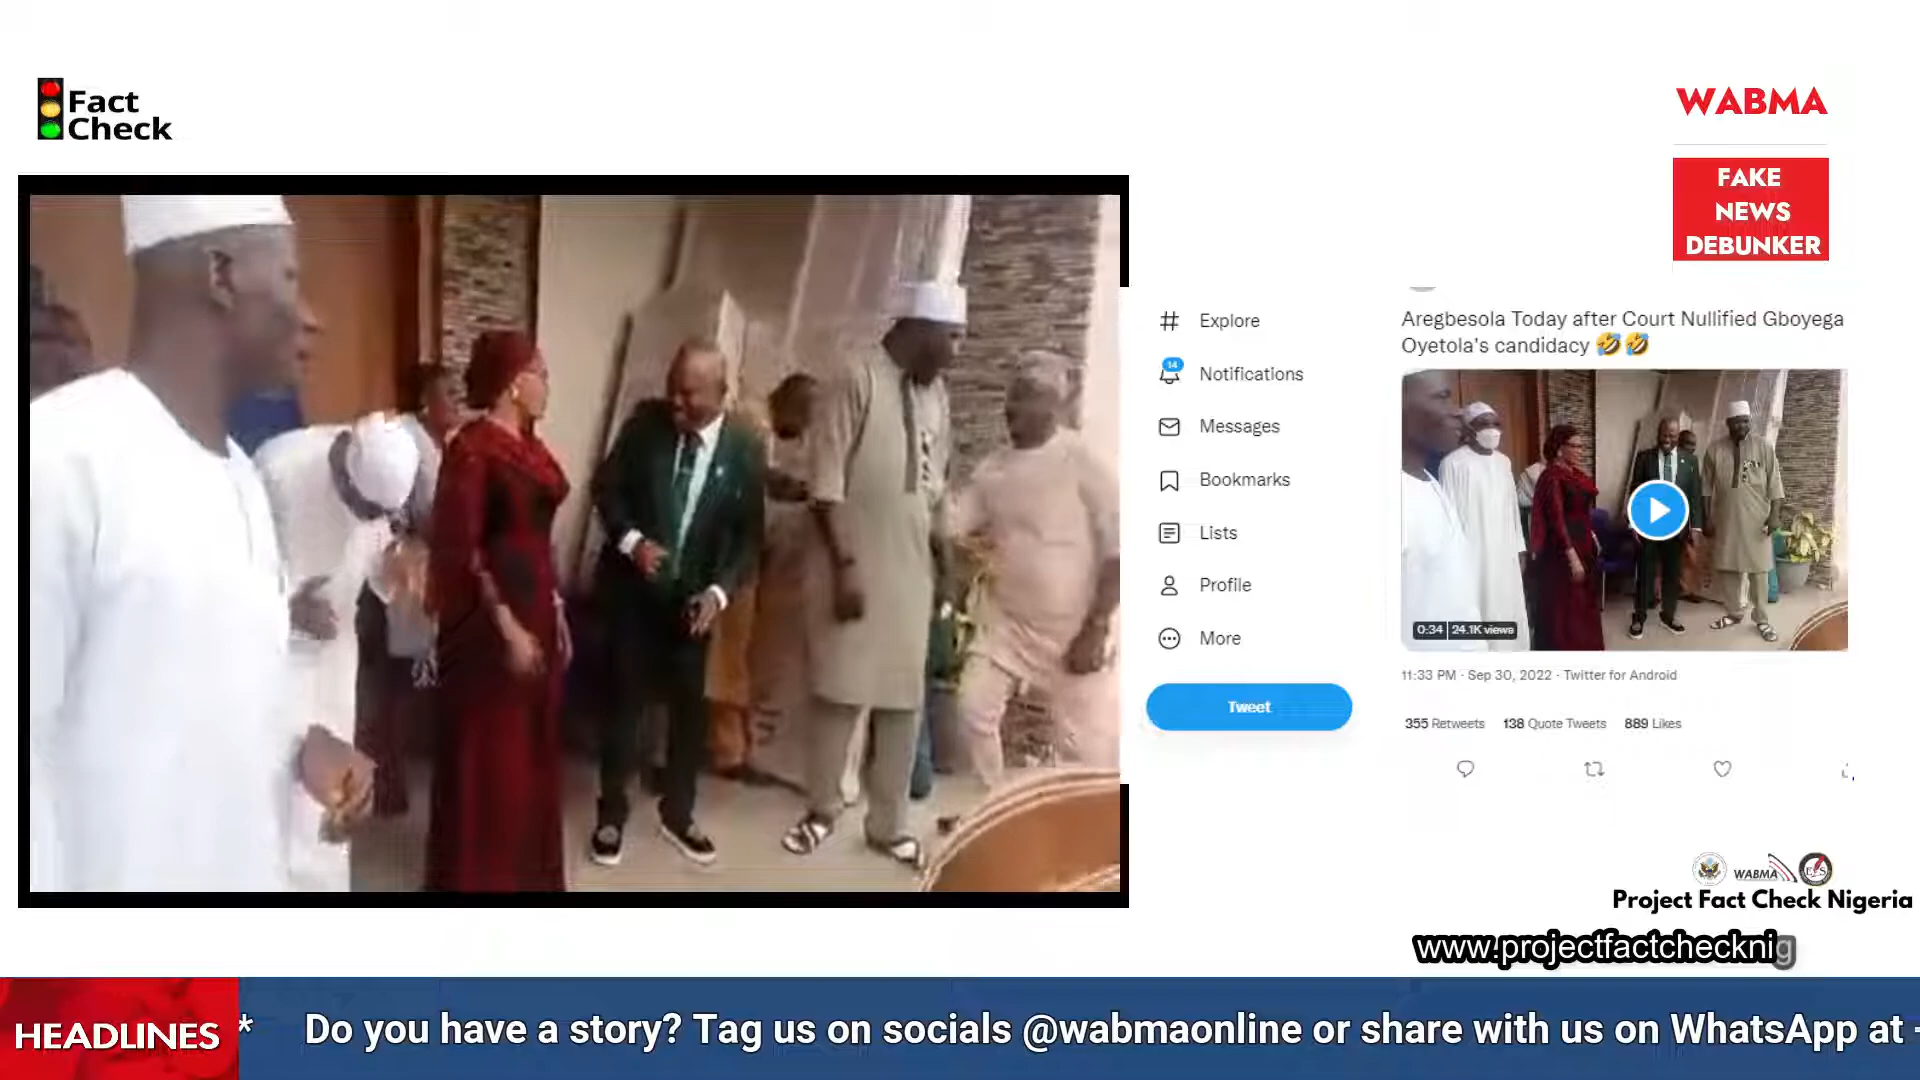 Fact
Check
WABMA
FAKE
NEWS
DEBUNKER
Explore
14
Notifications
Messages
Bookmarks
Lists
Profile
More
Tweet
Aregbesola Today after Court Nullified Gboyega
Oyetola's candidacy 🤣🤣
0:34 24.1K views
11:33 PM · Sep 30, 2022 · Twitter for Android
355 Retweets 138 Quote Tweets 889 Likes
WABMA
Project Fact Check Nigeria
www.projectfactchecknig
HEADLINES
* Do you have a story? Tag us on socials @wabmaonline or share with us on WhatsApp at